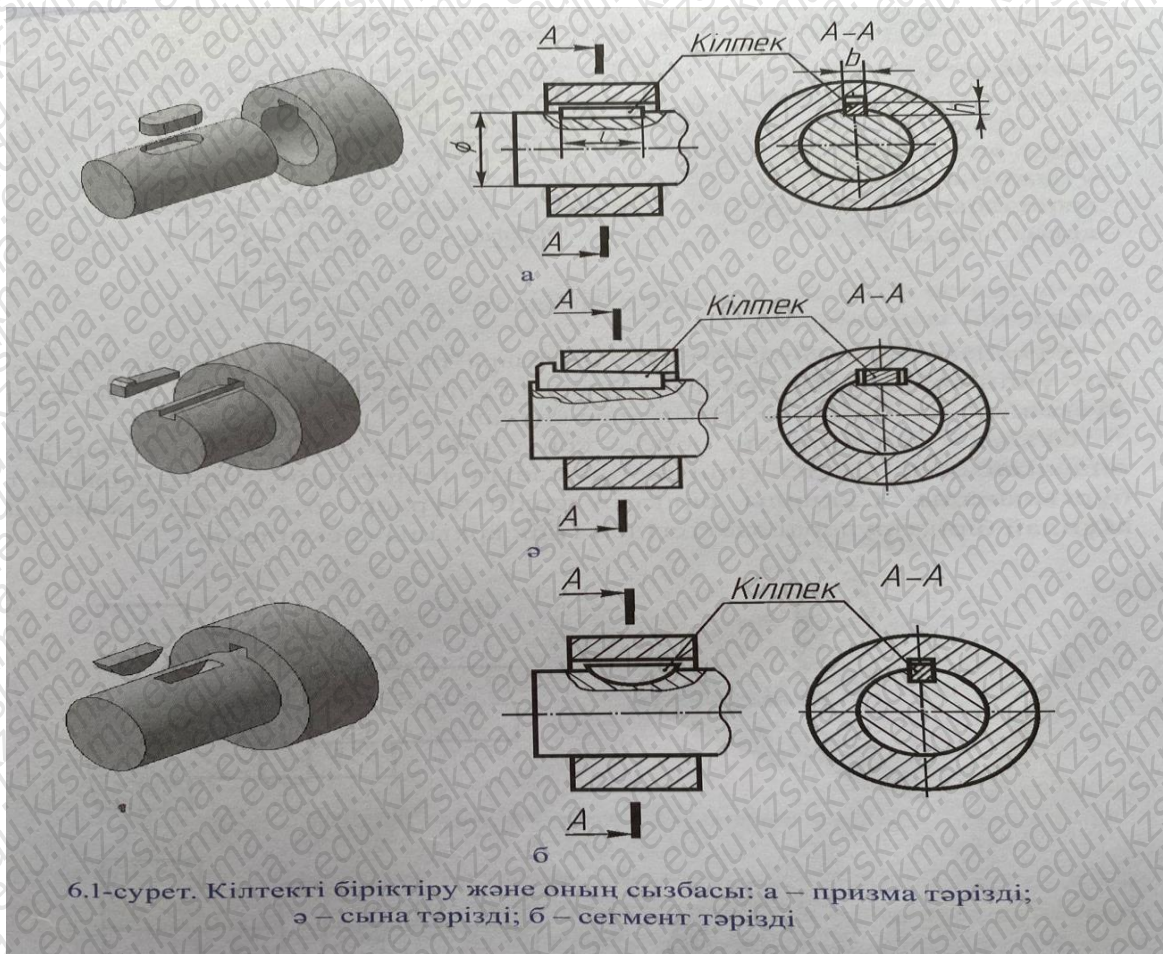 А Кілтек А–А
b
h
ϕ l
А
а
А Кілтек А–А
А
ә
А Кілтек А–А
А
б
6.1-сурет. Кілтекті біріктіру және оның сызбасы: а – призма тәрізді;
ә – сына тәрізді; б – сегмент тәрізді